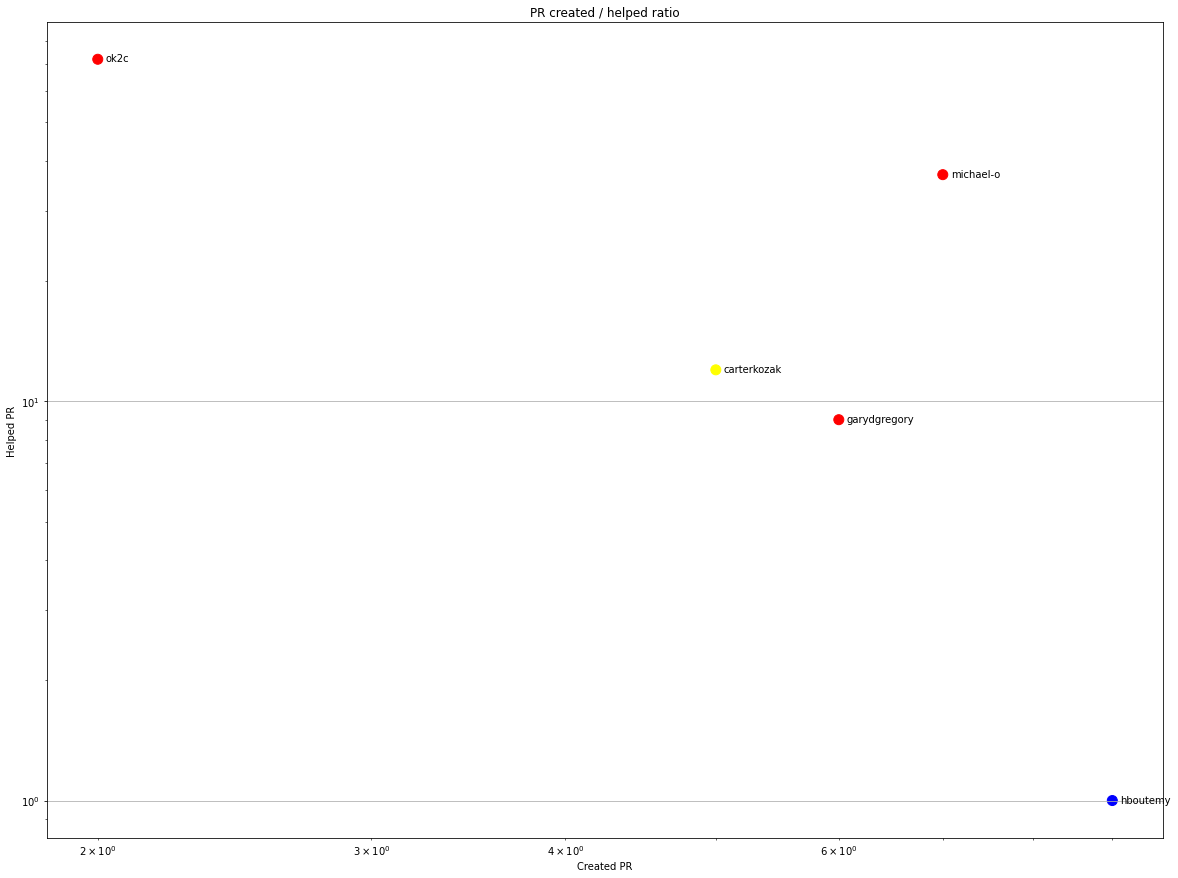 PR created / helped ratio
ok2c
michael-o
carterkozak
10¹
garydgregory
Helped PR
10⁰
hboutemy
2 × 10⁰
3 × 10⁰
4 × 10⁰
6 × 10⁰
Created PR